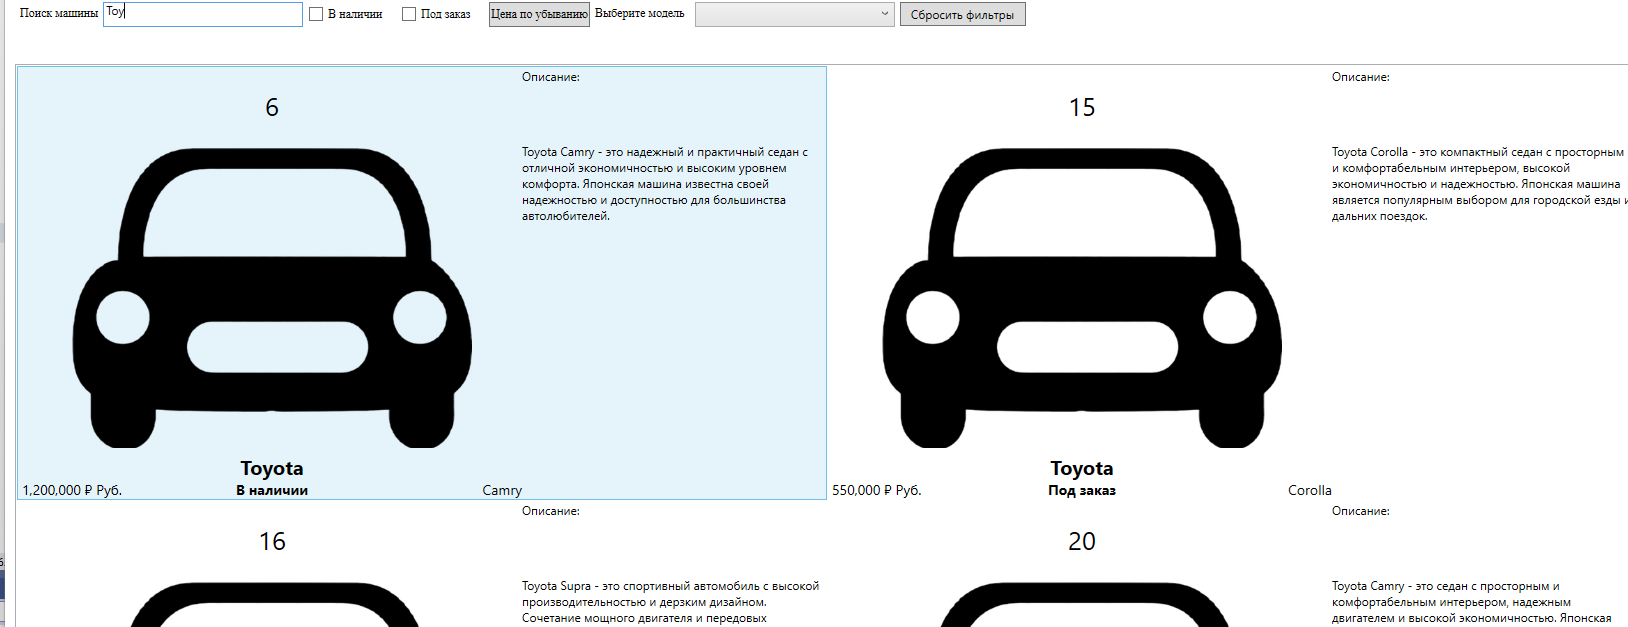 Поиск машины Toy В наличии Под заказ Цена по убыванию Выберите модель Сбросить фильтры
Описание:
6
Toyota Camry - это надежный и практичный седан с
отличной экономичностью и высоким уровнем
комфорта. Японская машина известна своей
надежностью и доступностью для большинства
автолюбителей.
Toyota
1,200,000 ₽ Руб. В наличии Camry
Описание:
15
Toyota Corolla - это компактный седан с просторным
и комфортабельным интерьером, высокой
экономичностью и надежностью. Японская машина
является популярным выбором для городской езды и
дальних поездок.
Toyota
550,000 ₽ Руб. Под заказ Corolla
Описание:
16
Toyota Supra - это спортивный автомобиль с высокой
производительностью и дерзким дизайном.
Сочетание мощного двигателя и передовых
Описание:
20
Toyota Camry - это седан с просторным и
комфортабельным интерьером, надежным
двигателем и высокой экономичностью. Японская